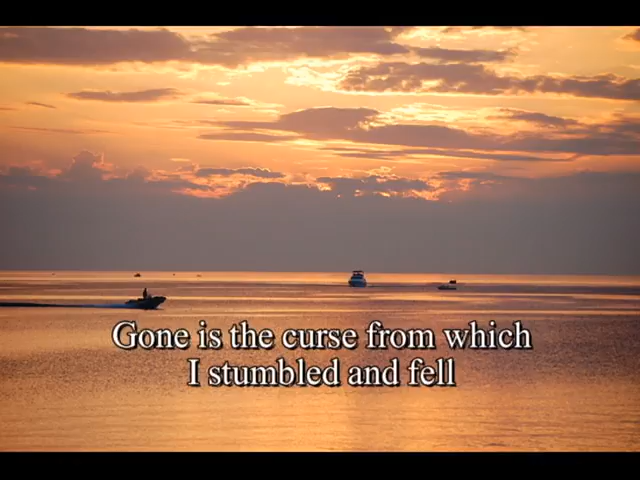 Gone is the curse from which
I stumbled and fell